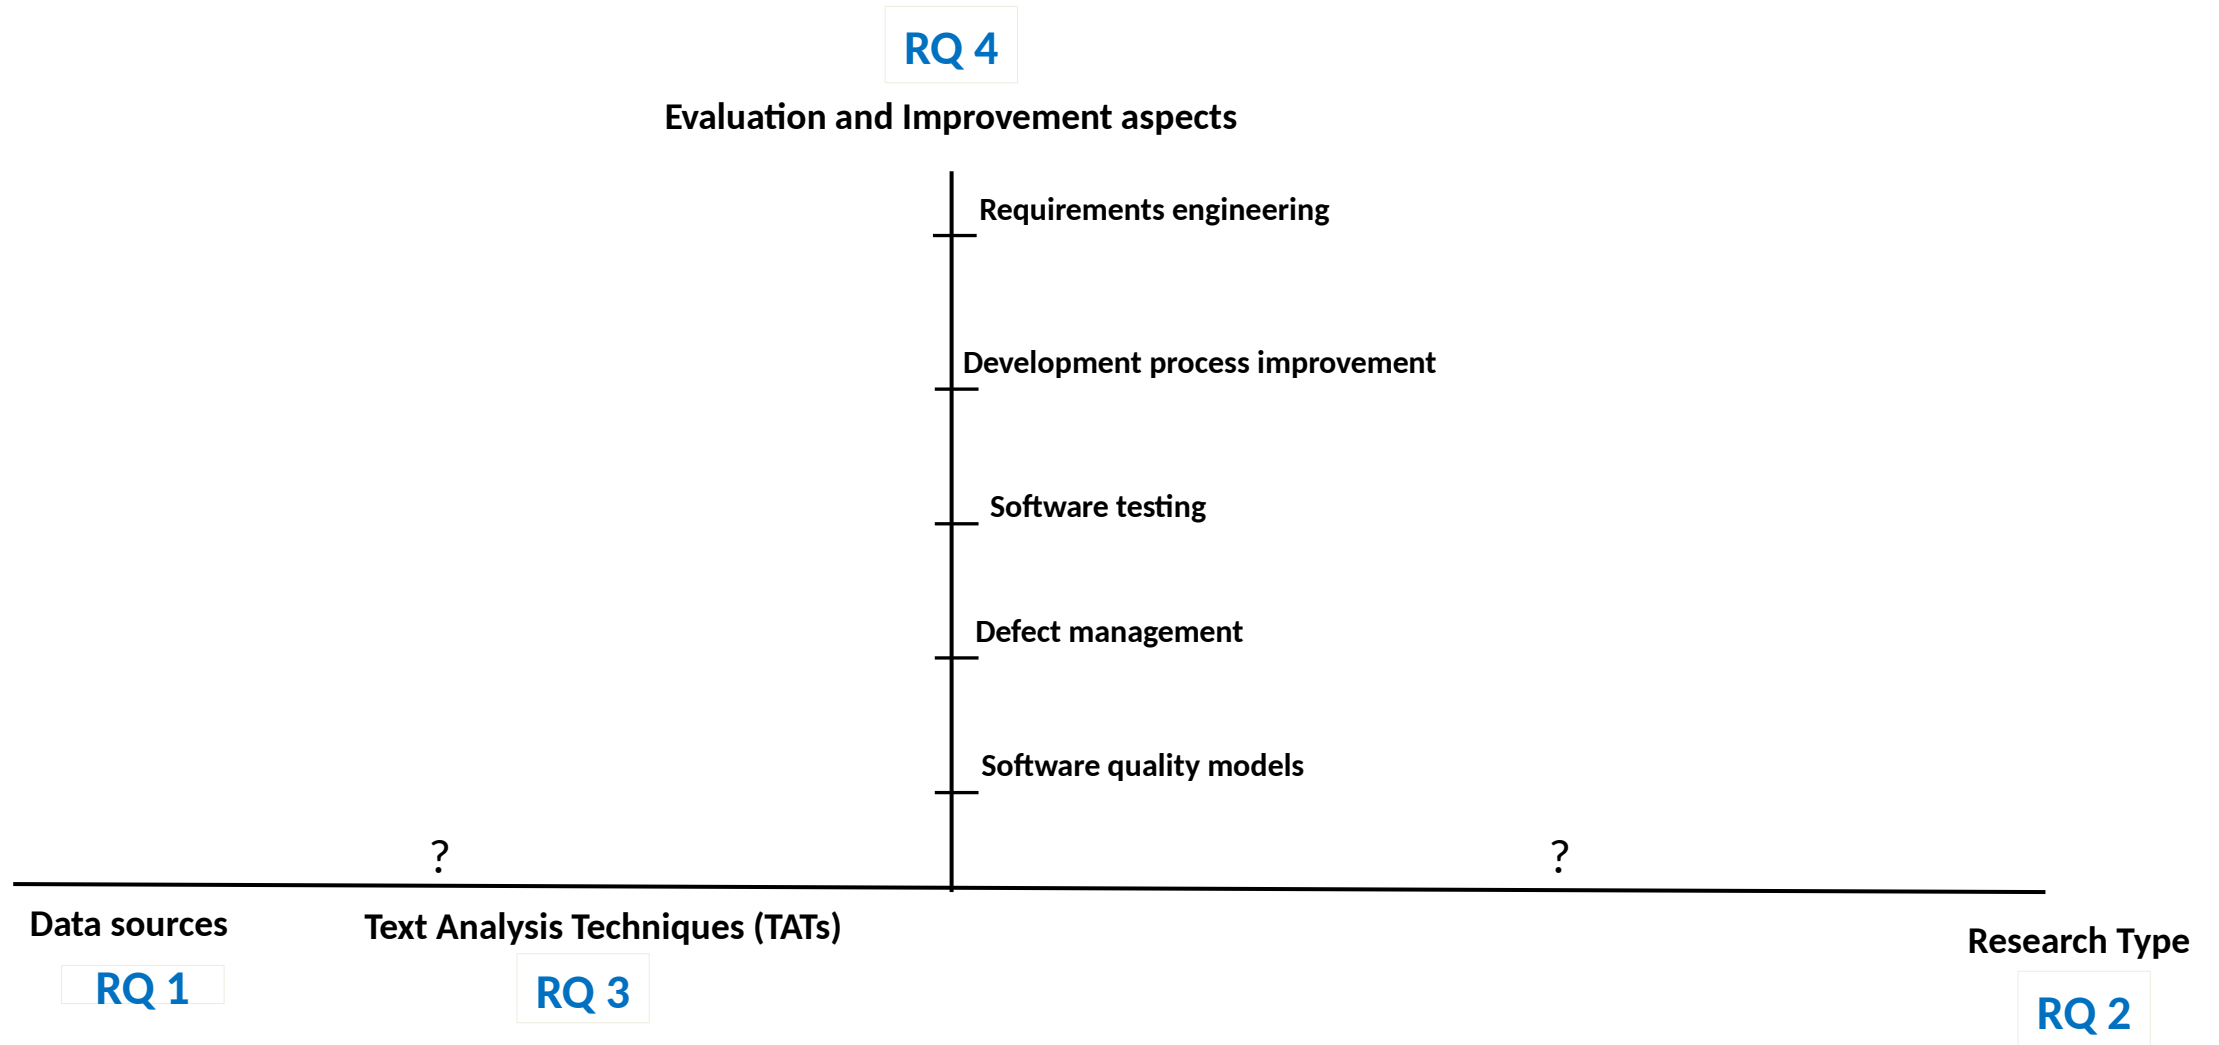 RQ 4
Evaluation and Improvement aspects
Requirements engineering
Development process improvement
Software testing
Defect management
Software quality models
?
?
Data sources
Text Analysis Techniques (TATs)
Research Type
RQ 1
RQ 3
RQ 2